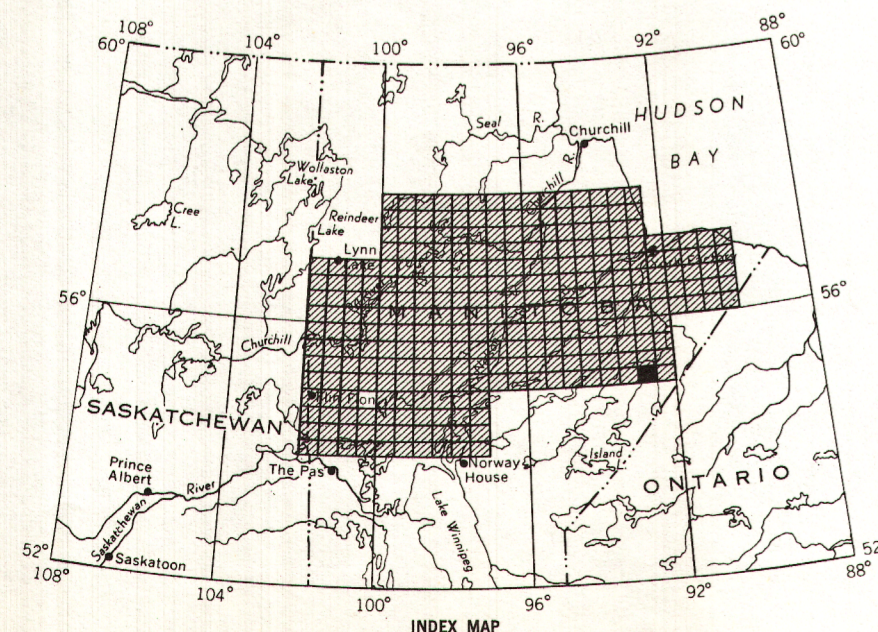 108° 104° 100° 96° 92° 88°
60° 60°
HUDSON
BAY
Seal R.
Churchill
hill R.
Wollaston
Lake
Cree
L.
Reindeer
Lake
Lynn
Lake
56° 56°
MANITOBA
Churchill
Flin Flon
SASKATCHEWAN
Island
L.
Prince
Albert
River
The Pas
Norway
House
ONTARIO
Saskatchewan
Lake Winnipeg
Saskatoon
52° 52
108° 104° 100° 96° 92° 88°
INDEX MAP